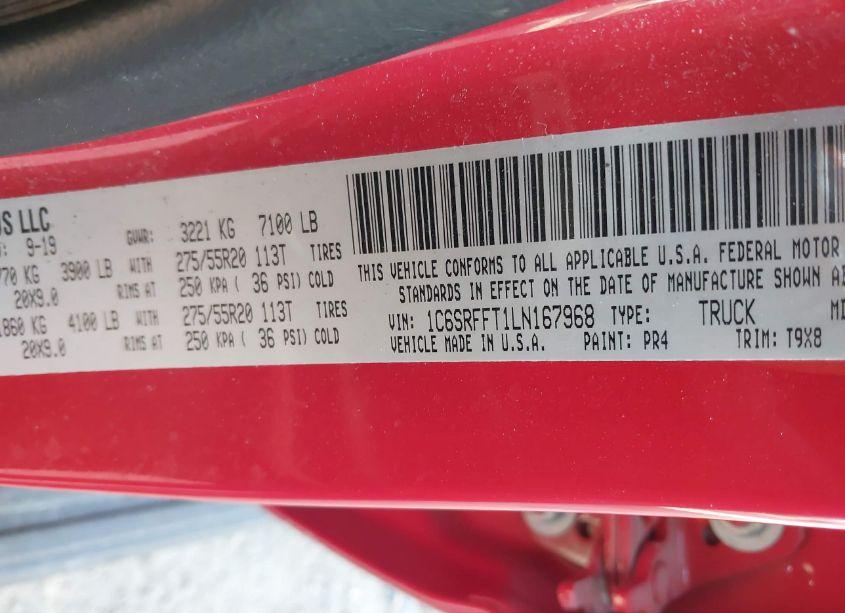 US LLC
9-19 GVWR: 3221 KG 7100 LB
KG 3900 LB WITH 275/55R20 113T TIRES
20X9.0 RIMS AT 250 KPA ( 36 PSI) COLD
1860 KG 4100 LB WITH 275/55R20 113T TIRES
20X9.0 RIMS AT 250 KPA ( 36 PSI) COLD
THIS VEHICLE CONFORMS TO ALL APPLICABLE U.S.A. FEDERAL MOTOR
STANDARDS IN EFFECT ON THE DATE OF MANUFACTURE SHOWN
VIN: 1C6SRFFT1LN167968 TYPE: TRUCK
VEHICLE MADE IN U.S.A. PAINT: PR4 TRIM: T9X8